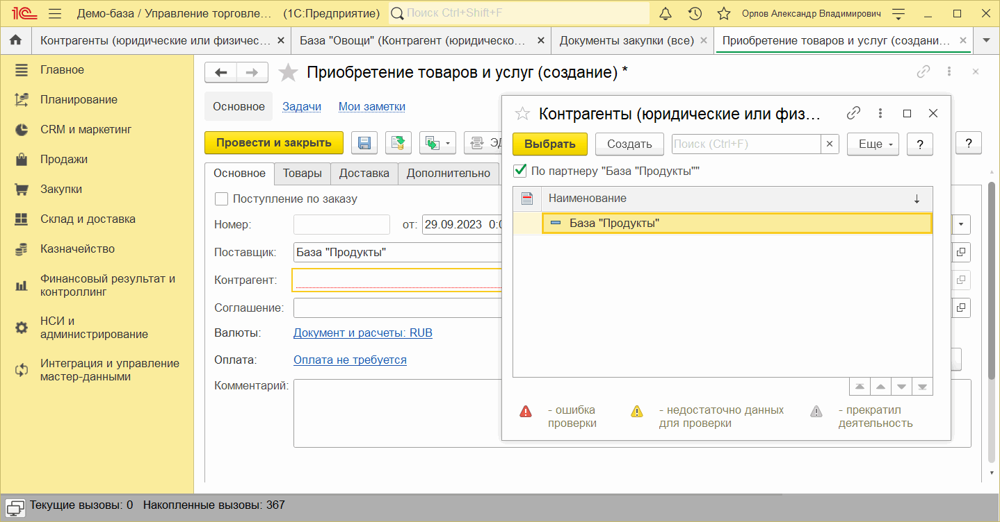 1С Демо-база / Управление торговле... (1С:Предприятие) Поиск Ctrl+Shift+F Орлов Александр Владимирович
Контрагенты (юридические или физичес... База "Овощи" (Контрагент (юридическо... Документы закупки (все) Приобретение товаров и услуг (создани...
Главное
Планирование
CRM и маркетинг
Продажи
Закупки
Склад и доставка
Казначейство
Финансовый результат и
контроллинг
НСИ и
администрирование
Интеграция и управление
мастер-данными
Приобретение товаров и услуг (создание) *
Основное Задачи Мои заметки
Провести и закрыть ЭД ?
Основное Товары Доставка Дополнительно
Поступление по заказу
Номер: от: 29.09.2023 0:0
Поставщик: База "Продукты"
Контрагент:
Соглашение:
Валюты: Документ и расчеты: RUB
Оплата: Оплата не требуется
Комментарий:
Контрагенты (юридические или физ...
Выбрать Создать Поиск (Ctrl+F) Еще ?
По партнеру "База "Продукты""
Наименование
База "Продукты"
- ошибка
проверки
- недостаточно данных
для проверки
- прекратил
деятельность
Текущие вызовы: 0 Накопленные вызовы: 367